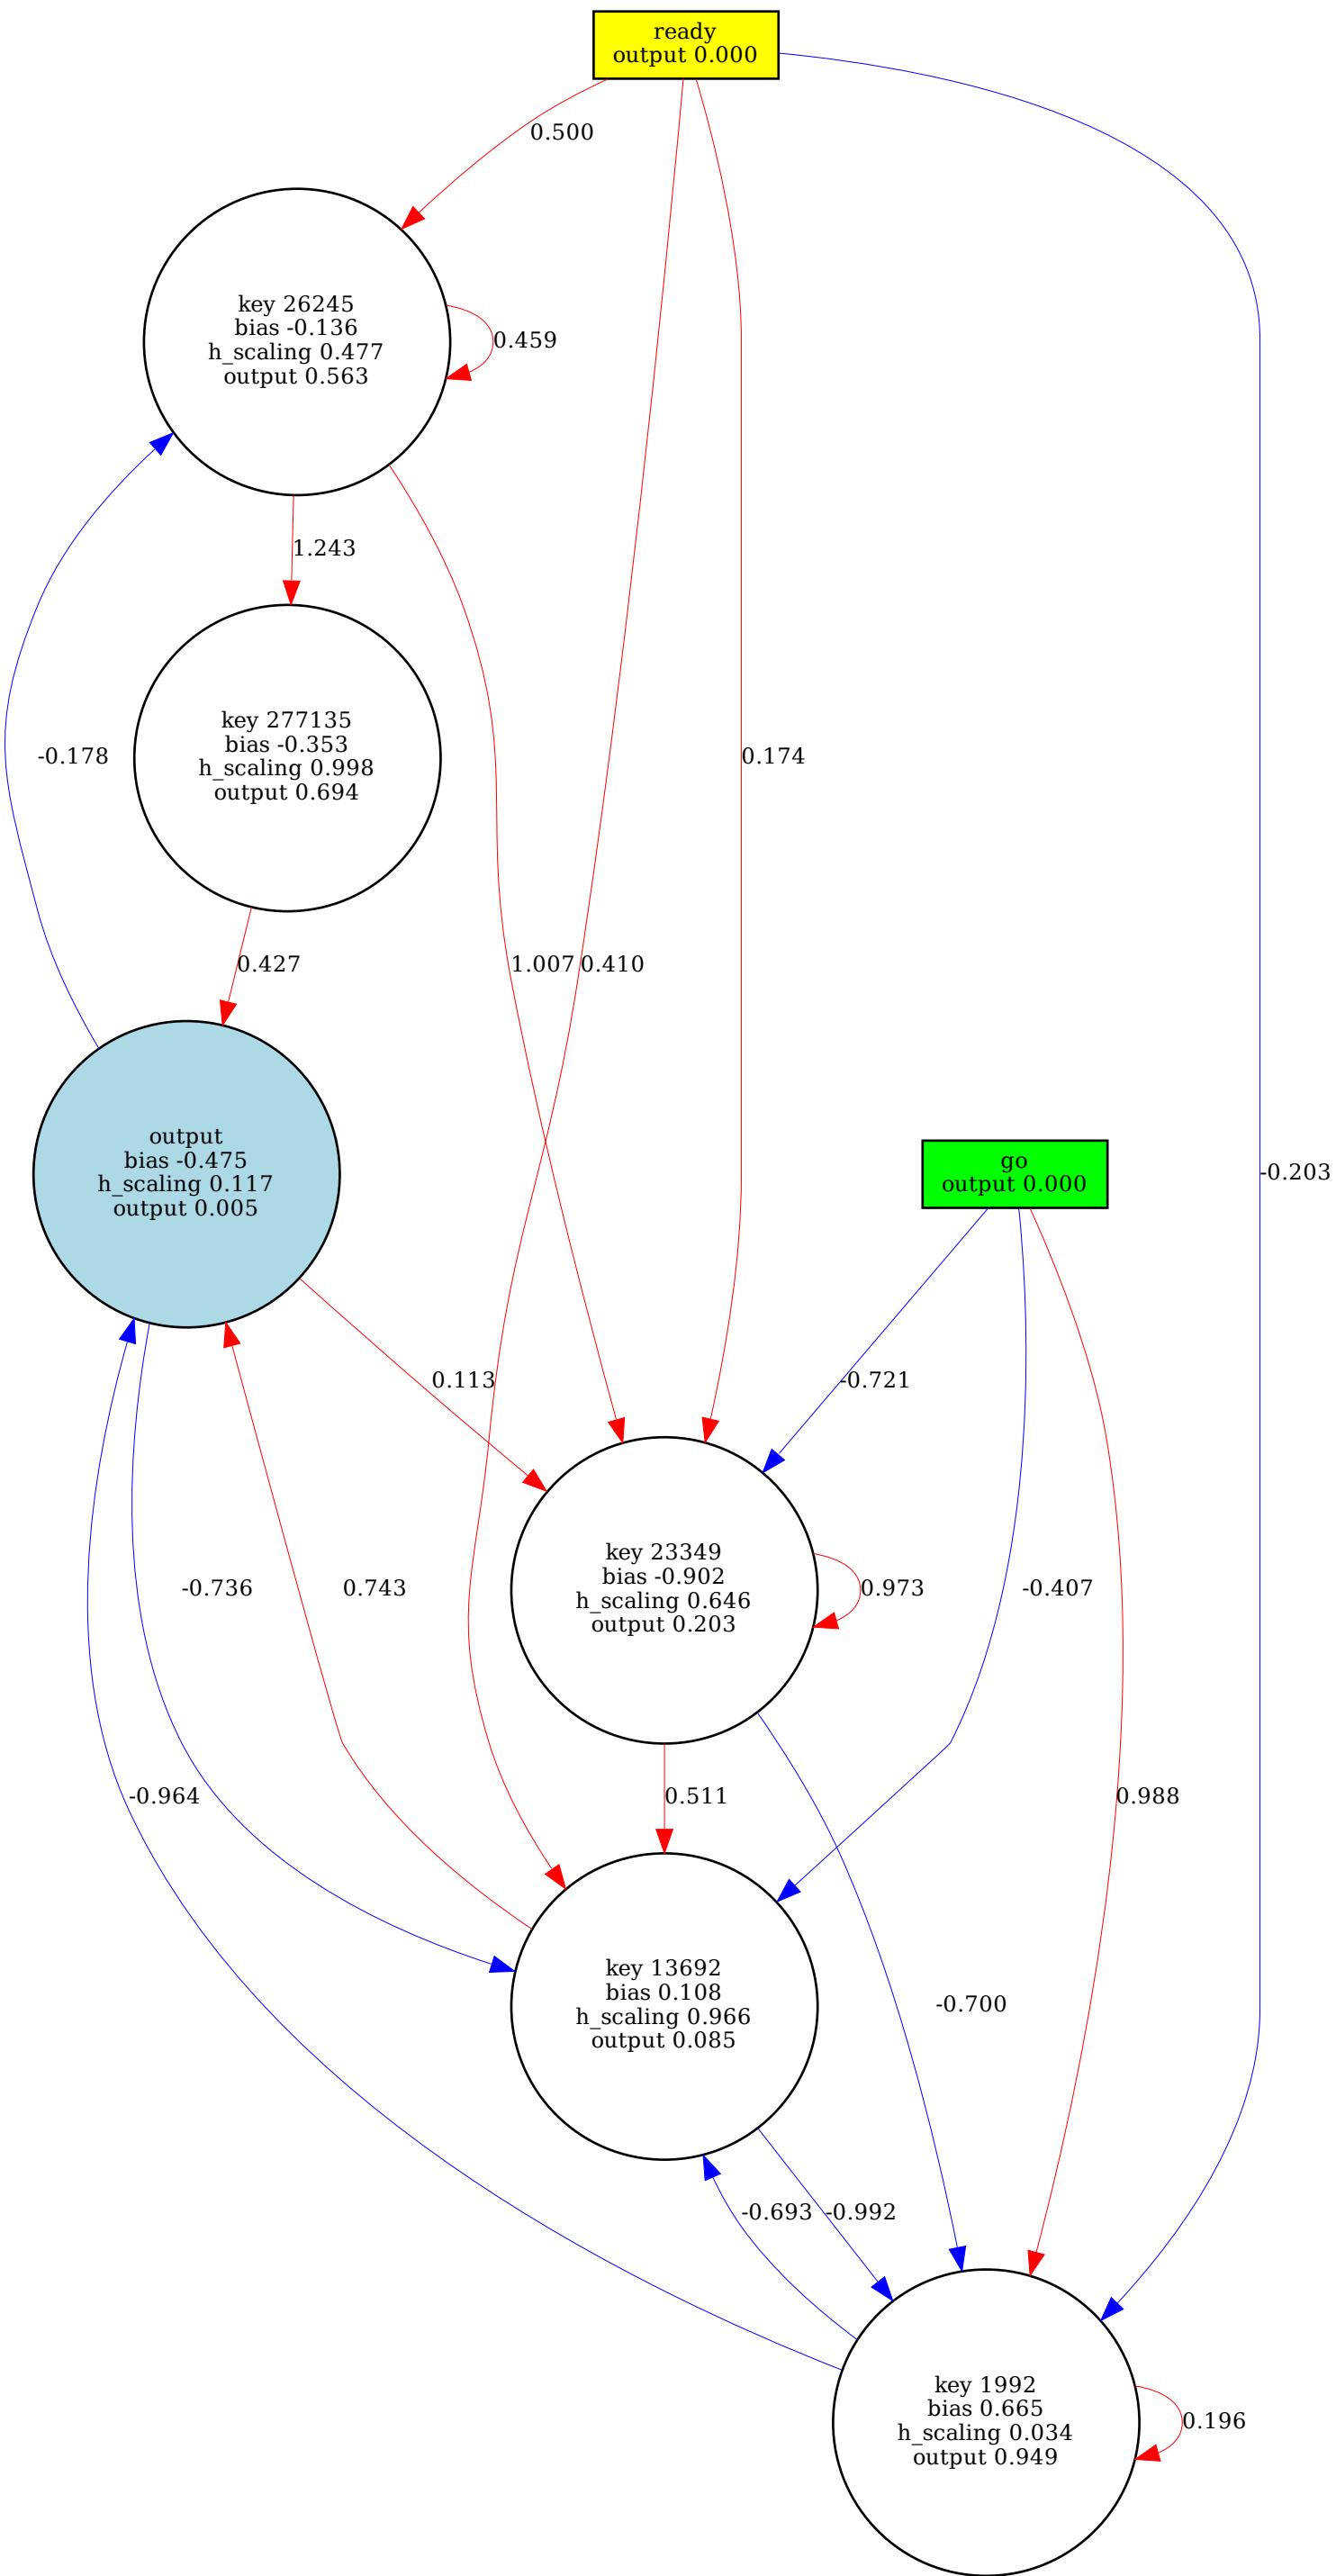 ready
output 0.000
0.500
key 26245
bias -0.136
h_scaling 0.477
output 0.563
0.459
1.243
key 277135
bias -0.353
h_scaling 0.998
output 0.694
-0.178
0.174
0.427
1.007
0.410
output
bias -0.475
h_scaling 0.117
output 0.005
go
output 0.000
-0.203
0.113
-0.721
key 23349
bias -0.902
h_scaling 0.646
output 0.203
-0.736
0.743
0.973
-0.407
-0.964
0.511
0.988
key 13692
bias 0.108
h_scaling 0.966
output 0.085
-0.700
-0.693
-0.992
key 1992
bias 0.665
h_scaling 0.034
output 0.949
0.196